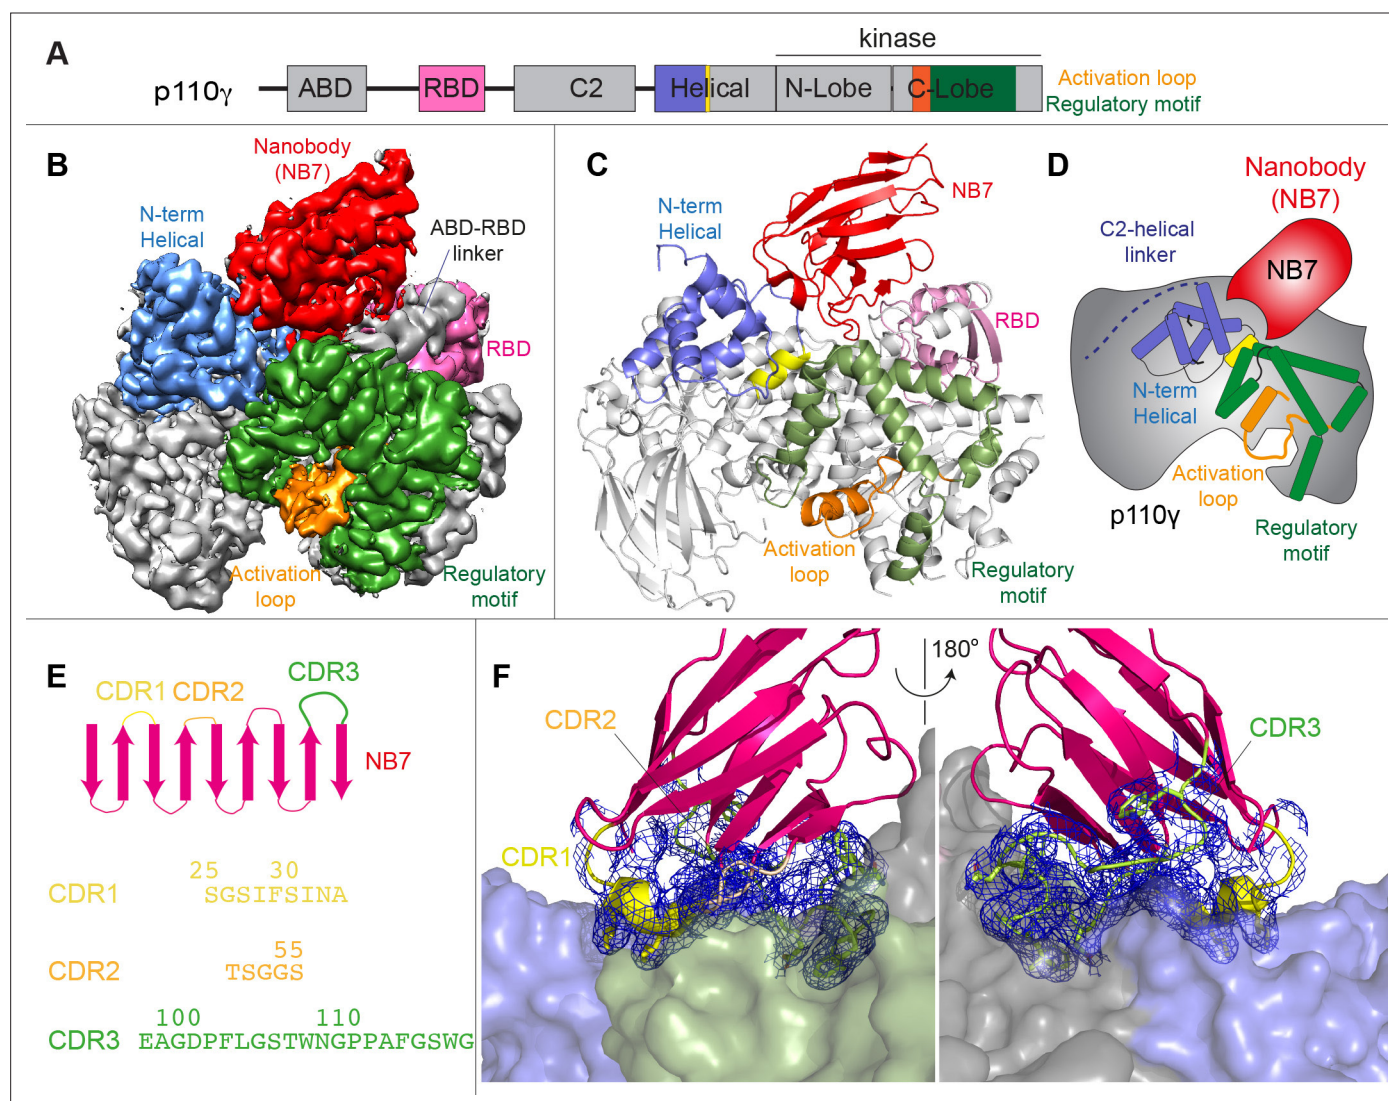 A
kinase
p110γ
ABD
RBD
C2
Helical
N-Lobe
C-Lobe
Activation loop
Regulatory motif
B
Nanobody
(NB7)
N-term
Helical
ABD-RBD
linker
RBD
Activation
loop
Regulatory
motif
C
N-term
Helical
NB7
RBD
Activation
loop
Regulatory
motif
D
Nanobody
(NB7)
C2-helical
linker
NB7
N-term
Helical
Activation
loop
p110γ
Regulatory
motif
E
CDR1
CDR2
CDR3
NB7
25 30
CDR1 SGSIFSINA
55
CDR2 TSGGS
100 110
CDR3 EAGDPFLGSTWNGPPAFGSWG
F
180°
CDR2
CDR1
CDR3